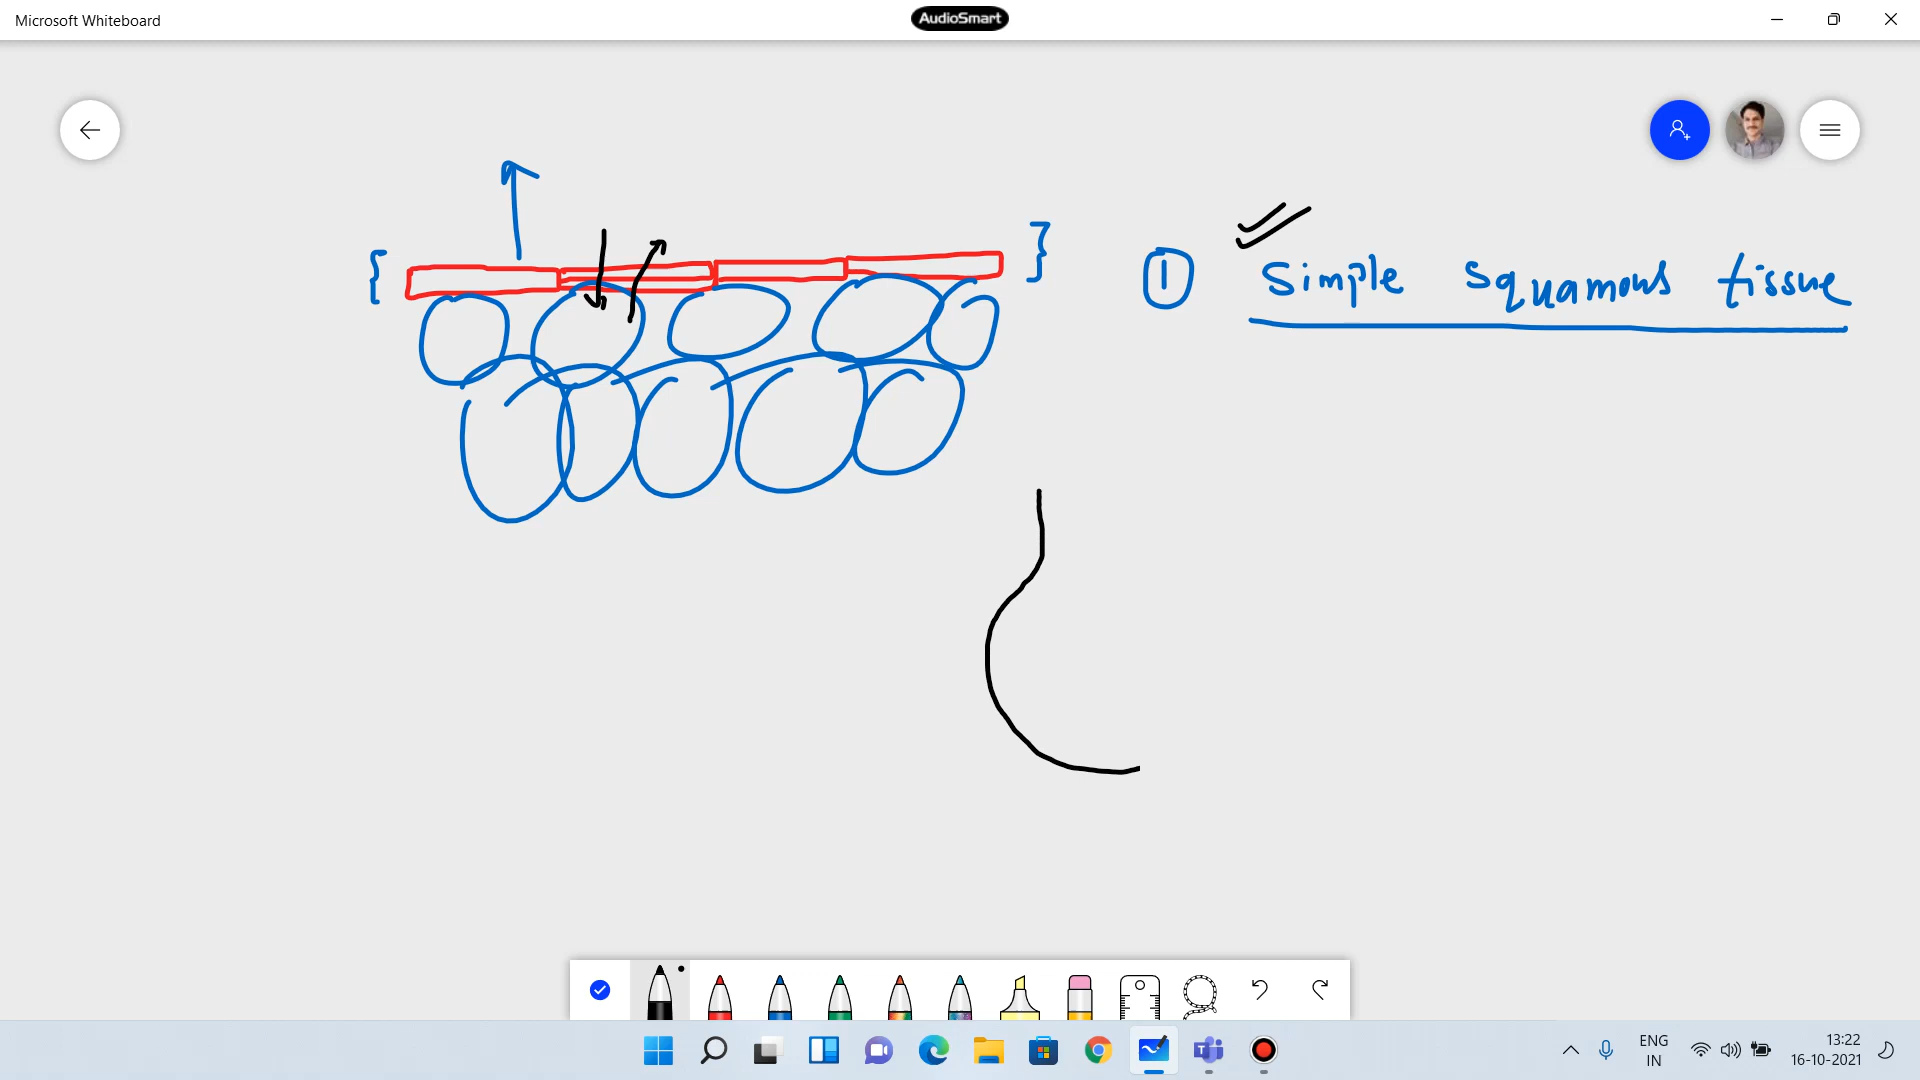 Microsoft Whiteboard
AudioSmart
① Simple Squamous tissue
ENG
IN
13:22
16-10-2021